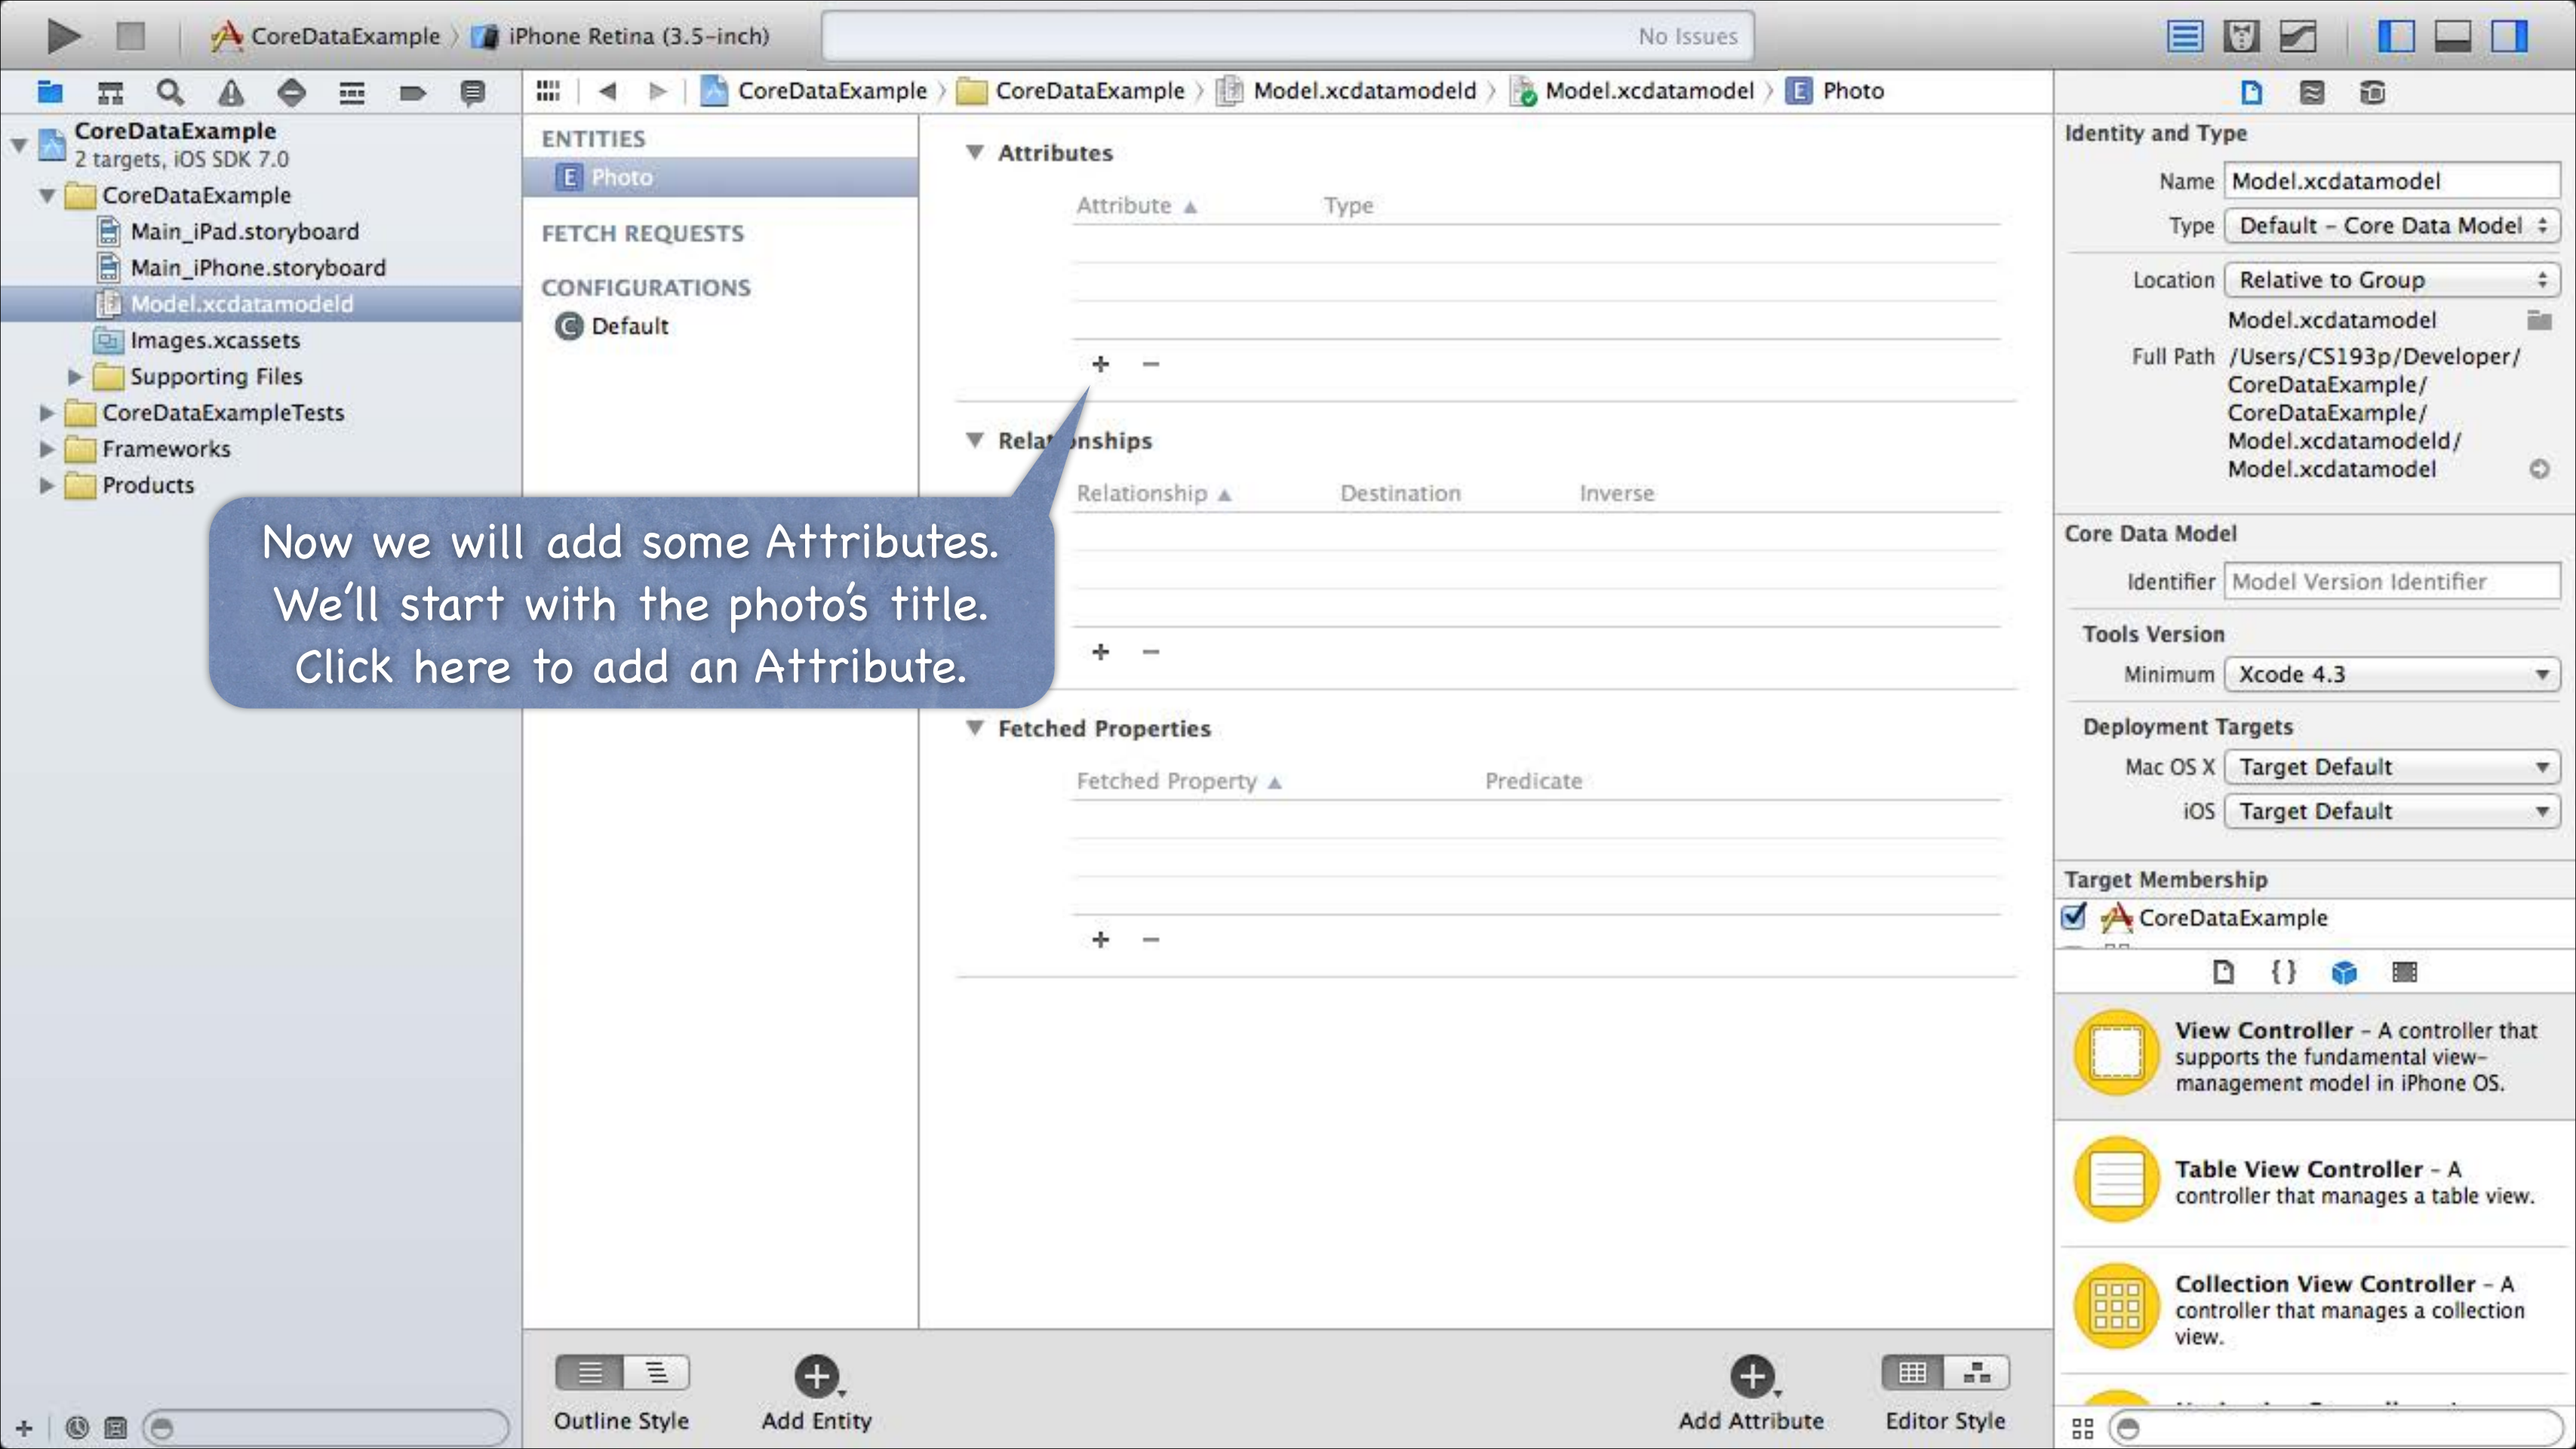 CoreDataExample
iPhone Retina (3.5-inch)
No Issues
CoreDataExample
CoreDataExample
Model.xcdatamodeld
Model.xcdatamodel
E Photo
CoreDataExample
2 targets, iOS SDK 7.0
CoreDataExample
Main_iPad.storyboard
Main_iPhone.storyboard
Model.xcdatamodeld
Images.xcassets
Supporting Files
CoreDataExampleTests
Frameworks
Products
ENTITIES
E Photo
FETCH REQUESTS
CONFIGURATIONS
C Default
Attributes
Attribute
Type
Relationships
Relationship
Destination
Inverse
Now we will add some Attributes.
We'll start with the photo's title.
Click here to add an Attribute.
Fetched Properties
Fetched Property
Predicate
Outline Style
Add Entity
Add Attribute
Editor Style
Identity and Type
Name Model.xcdatamodel
Type Default – Core Data Model
Location Relative to Group
Model.xcdatamodel
Full Path /Users/CS193p/Developer/
CoreDataExample/
CoreDataExample/
Model.xcdatamodeld/
Model.xcdatamodel
Core Data Model
Identifier Model Version Identifier
Tools Version
Minimum Xcode 4.3
Deployment Targets
Mac OS X Target Default
iOS Target Default
Target Membership
CoreDataExample
{ }
View Controller – A controller that
supports the fundamental view-
management model in iPhone OS.
Table View Controller – A
controller that manages a table view.
Collection View Controller – A
controller that manages a collection
view.